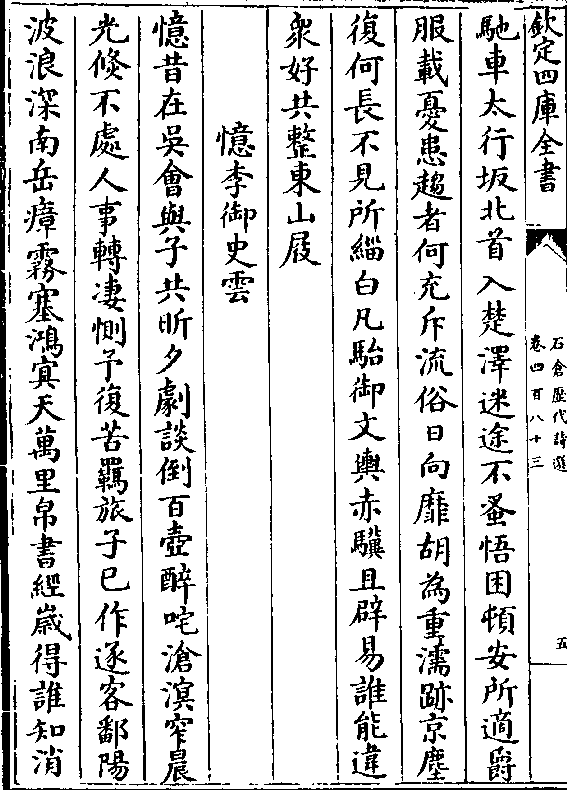 欽定四庫全書
石倉歷代詩選
卷四百八十三
五
馳車太行坂北首入楚澤迷途不蚤悟困頓安所適爵
服載憂患趨者何充斥流俗日向靡胡為重濡跡京塵
復何長不見所緇白凡駘御文輿赤驥且辟易誰能違
衆好共整東山屐
憶李御史雲
憶昔在吳會與子共昕夕劇談倒百壺醉咤滄溟窄晨
光倐不處人事轉凄惻予復苦羈旅子已作逐客鄱陽
波浪深南岳瘴霧塞鴻㝠天萬里帛書經嵗得誰知消